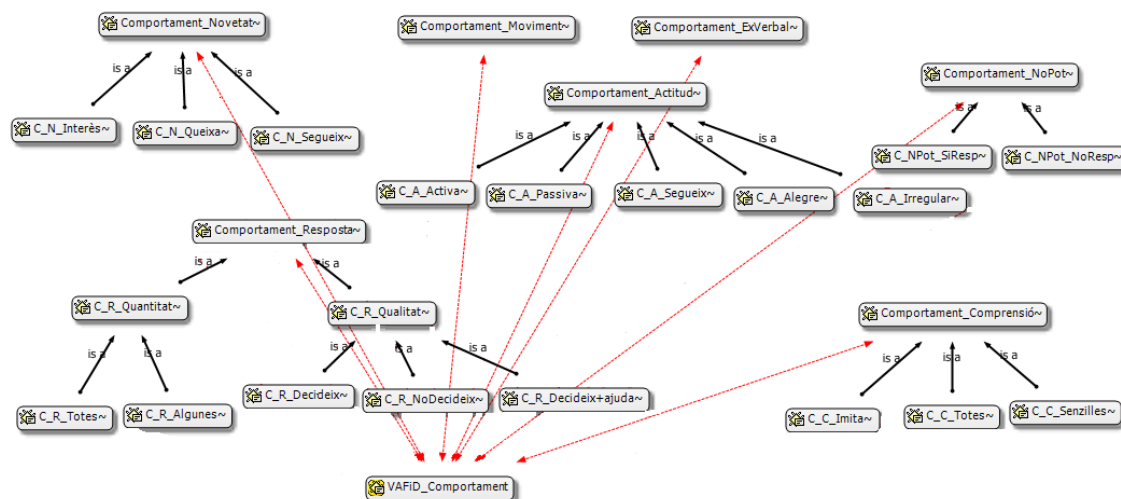 Comportament_Novetat~
Comportament_Moviment~
Comportament_ExVerbal~
is a
is a
is a
Comportament_NoPot~
Comportament_Actitud~
is a
is a
C_N_Interès~
C_N_Queixa~
C_N_Segueix~
is a
is a
is a
is a
is a
C_NPot_SiResp~
C_NPot_NoResp~
C_A_Activa~
C_A_Passiva~
C_A_Segueix~
C_A_Alegre~
C_A_Irregular~
Comportament_Resposta~
is a
is a
C_R_Quantitat~
C_R_Qualitat~
Comportament_Comprensió~
is a
is a
is a
is a
is a
is a
is a
is a
C_R_Totes~
C_R_Algunes~
C_R_Decideix~
C_R_NoDecideix~
C_R_Decideix+ajuda~
C_C_Imita~
C_C_Totes~
C_C_Senzilles~
VAFiD_Comportament